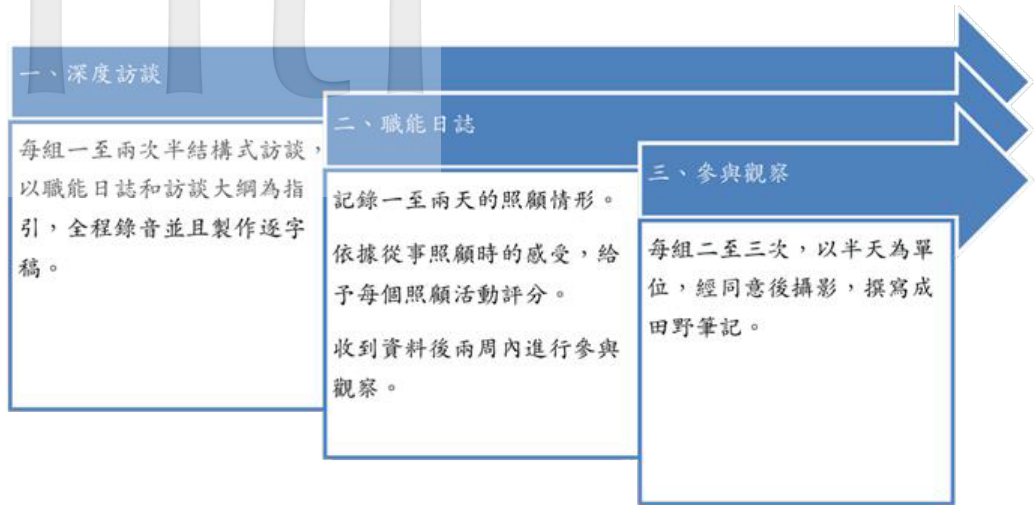 一、深度訪談
每組一至兩次半結構式訪談，
以職能日誌和訪談大綱為指
引，全程錄音並且製作逐字
稿。
二、職能日誌
記錄一至兩天的照顧情形。
依據從事照顧時的感受，給
予每個照顧活動評分。
收到資料後兩周內進行參與
觀察。
三、參與觀察
每組二至三次，以半天為單
位，經同意後攝影，撰寫成
田野筆記。